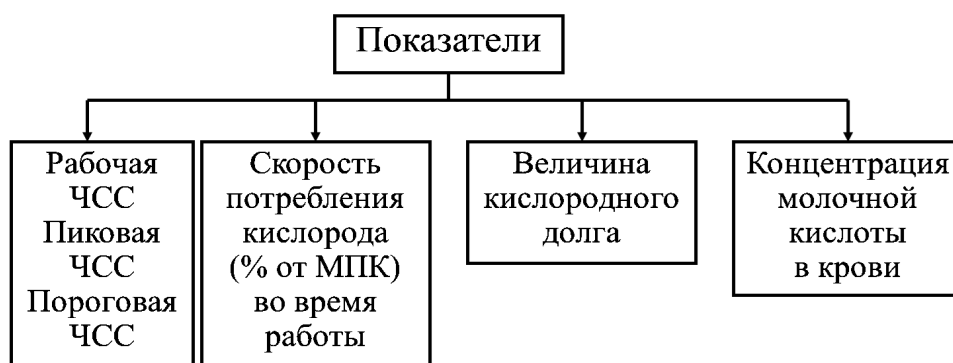 Показатели
Рабочая
ЧСС
Пиковая
ЧСС
Пороговая
ЧСС
Скорость
потребления
кислорода
(% от МПК)
во время
работы
Величина
кислородного
долга
Концентрация
молочной
кислоты
в крови